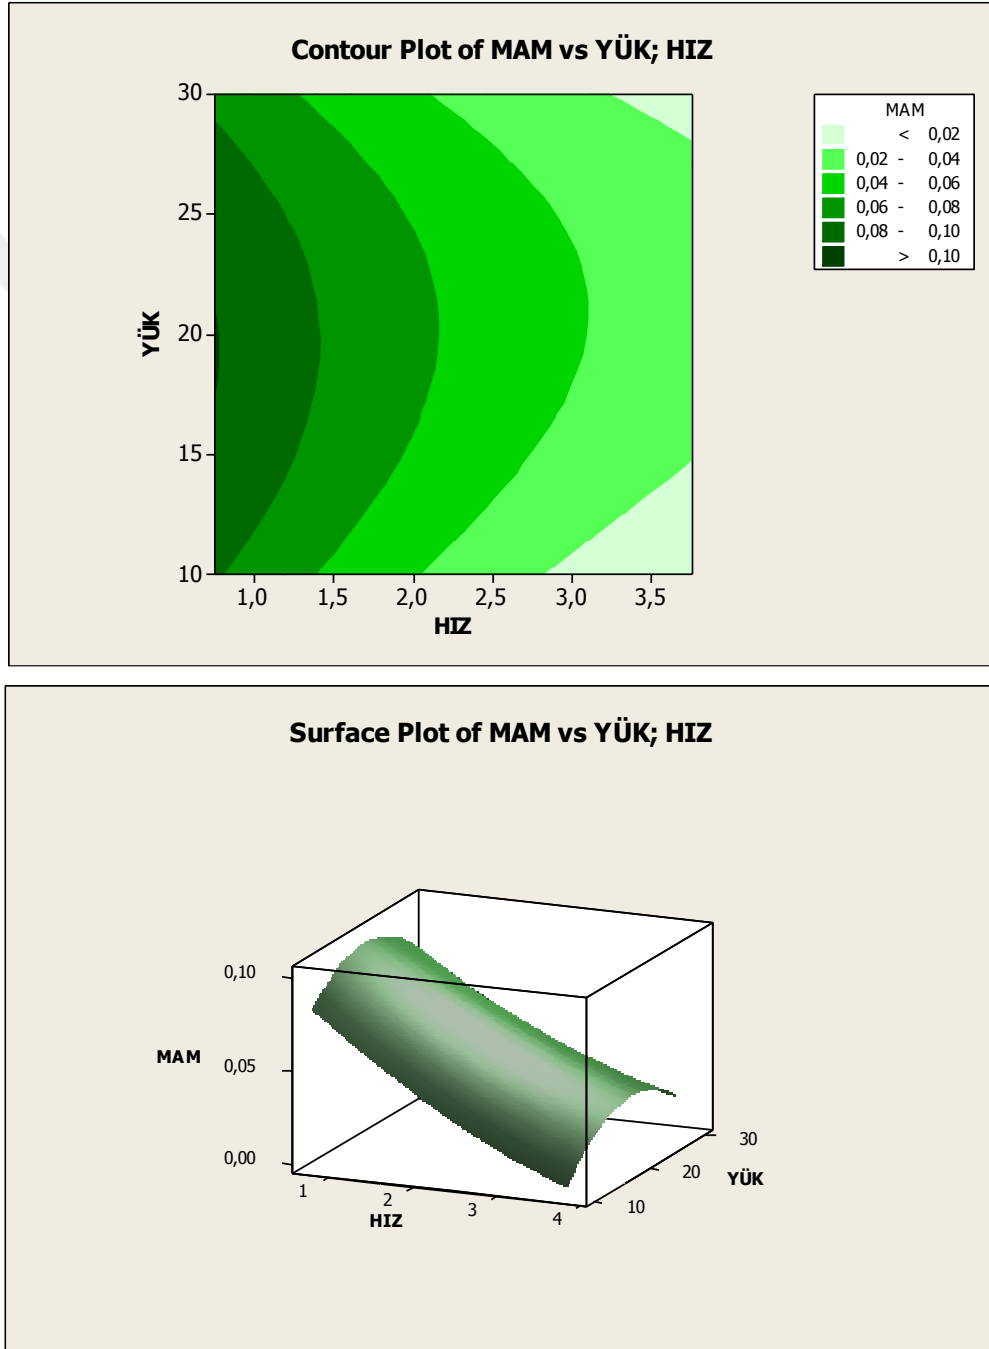 Contour Plot of MAM vs YÜK; HIZ
30
25
20
15
10
YÜK
1,0 1,5 2,0 2,5 3,0 3,5
HIZ
MAM
< 0,02
0,02 - 0,04
0,04 - 0,06
0,06 - 0,08
0,08 - 0,10
> 0,10
Surface Plot of MAM vs YÜK; HIZ
0,10
0,05
0,00
MAM
1 2 3 4
HIZ
10 20 30
YÜK